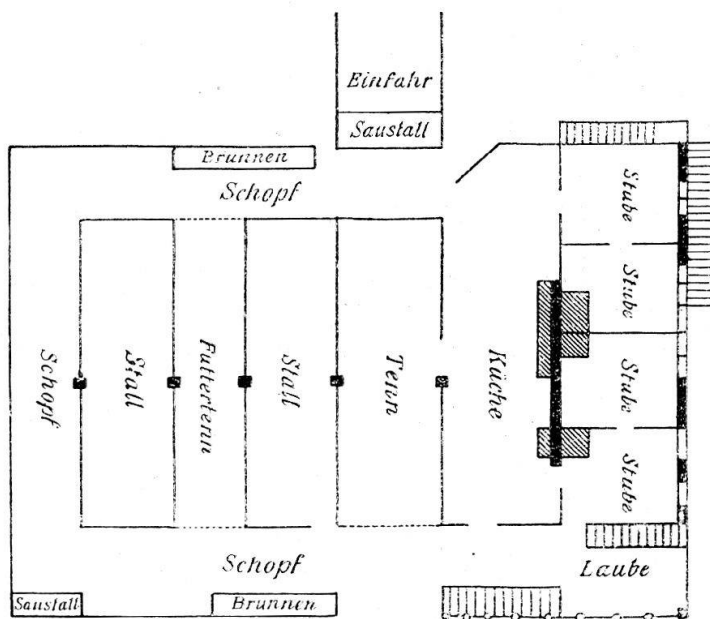 Einfahr
Saustall
Brunnen
Schopf
Stube
Stube
Stube
Stube
Schopf
Stall
Futtertenn
Stall
Tenn
Küche
Schopf
Laube
Saustall
Brunnen